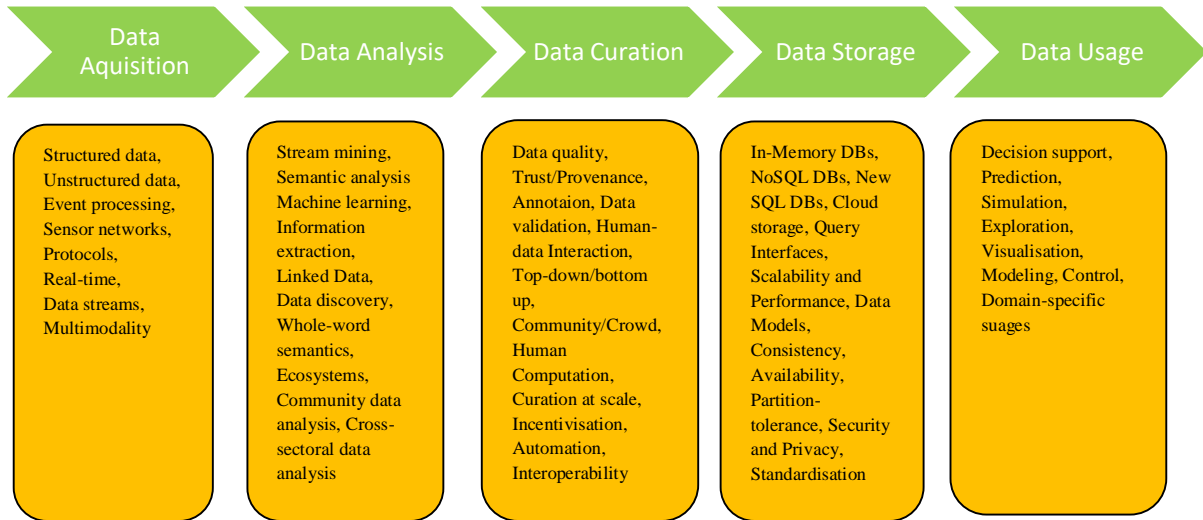 Data
Aquisition
Data Analysis
Data Curation
Data Storage
Data Usage
Structured data,
Unstructured data,
Event processing,
Sensor networks,
Protocols,
Real-time,
Data streams,
Multimodality
Stream mining,
Semantic analysis
Machine learning,
Information
extraction,
Linked Data,
Data discovery,
Whole-word
semantics,
Ecosystems,
Community data
analysis, Cross-
sectoral data
analysis
Data quality,
Trust/Provenance,
Annotaion, Data
validation, Human-
data Interaction,
Top-down/bottom
up,
Community/Crowd,
Human
Computation,
Curation at scale,
Incentivisation,
Automation,
Interoperability
In-Memory DBs,
NoSQL DBs, New
SQL DBs, Cloud
storage, Query
Interfaces,
Scalability and
Performance, Data
Models,
Consistency,
Availability,
Partition-
tolerance, Security
and Privacy,
Standardisation
Decision support,
Prediction,
Simulation,
Exploration,
Visualisation,
Modeling, Control,
Domain-specific
suages